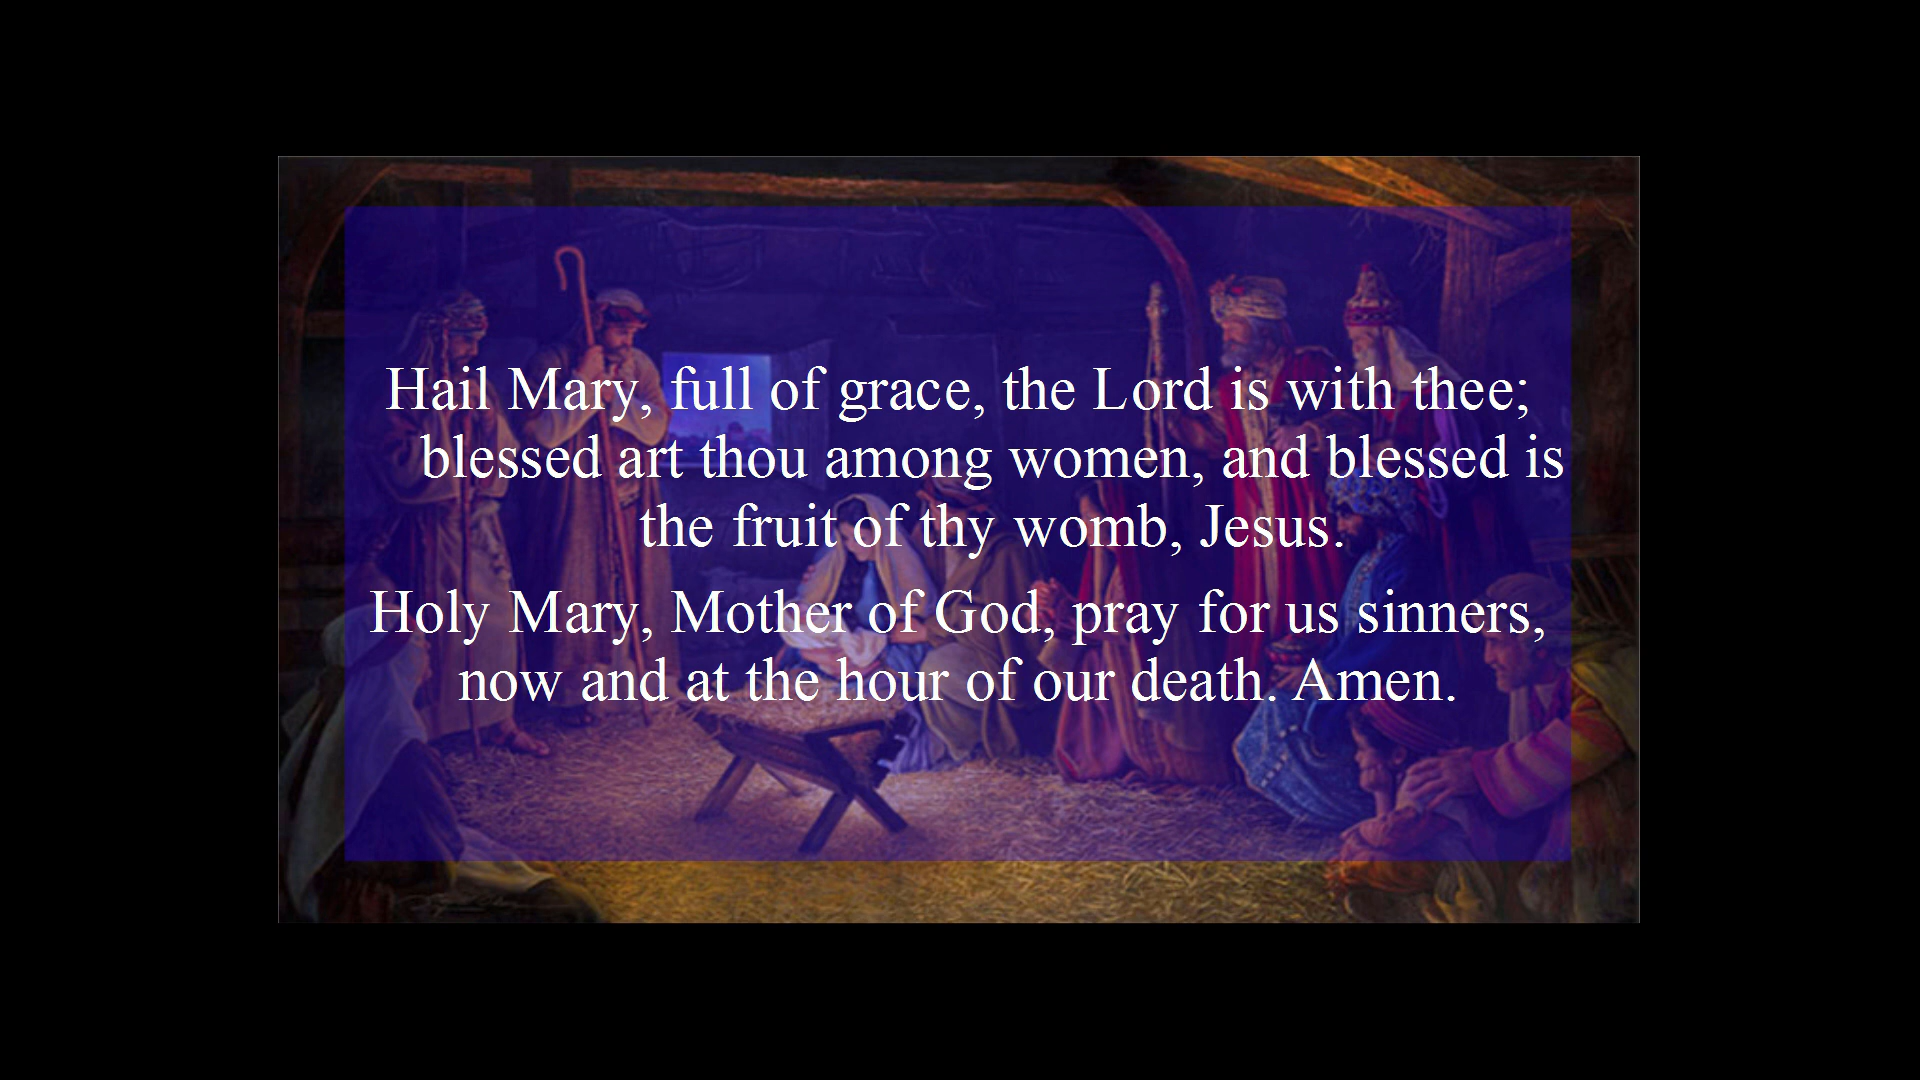 Hail Mary, full of grace, the Lord is with thee;
blessed art thou among women, and blessed is
the fruit of thy womb, Jesus.
Holy Mary, Mother of God, pray for us sinners,
now and at the hour of our death. Amen.